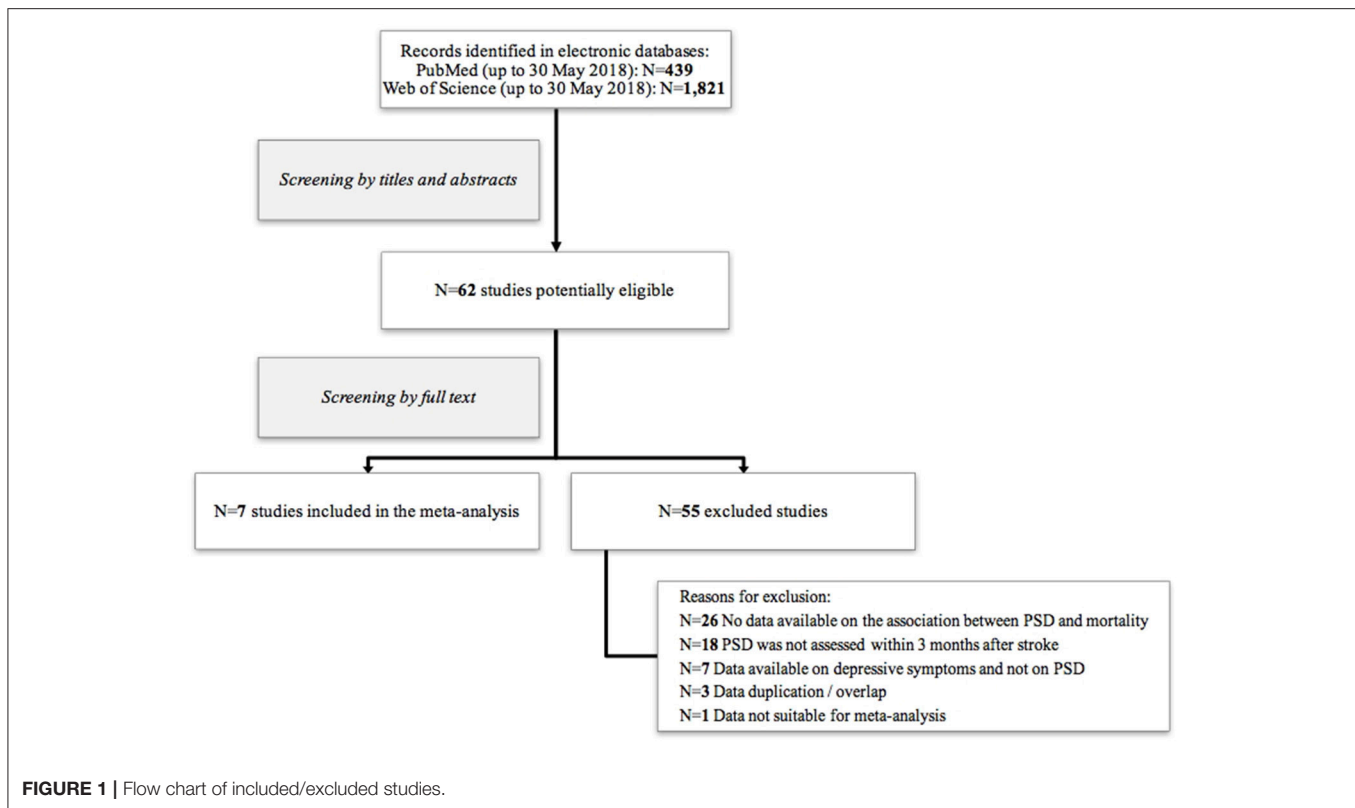 Records identified in electronic databases:
PubMed (up to 30 May 2018): N=439
Web of Science (up to 30 May 2018): N=1,821
Screening by titles and abstracts
N=62 studies potentially eligible
Screening by full text
N=7 studies included in the meta-analysis
N=55 excluded studies
Reasons for exclusion:
N=26 No data available on the association between PSD and mortality
N=18 PSD was not assessed within 3 months after stroke
N=7 Data available on depressive symptoms and not on PSD
N=3 Data duplication / overlap
N=1 Data not suitable for meta-analysis
FIGURE 1 | Flow chart of included/excluded studies.